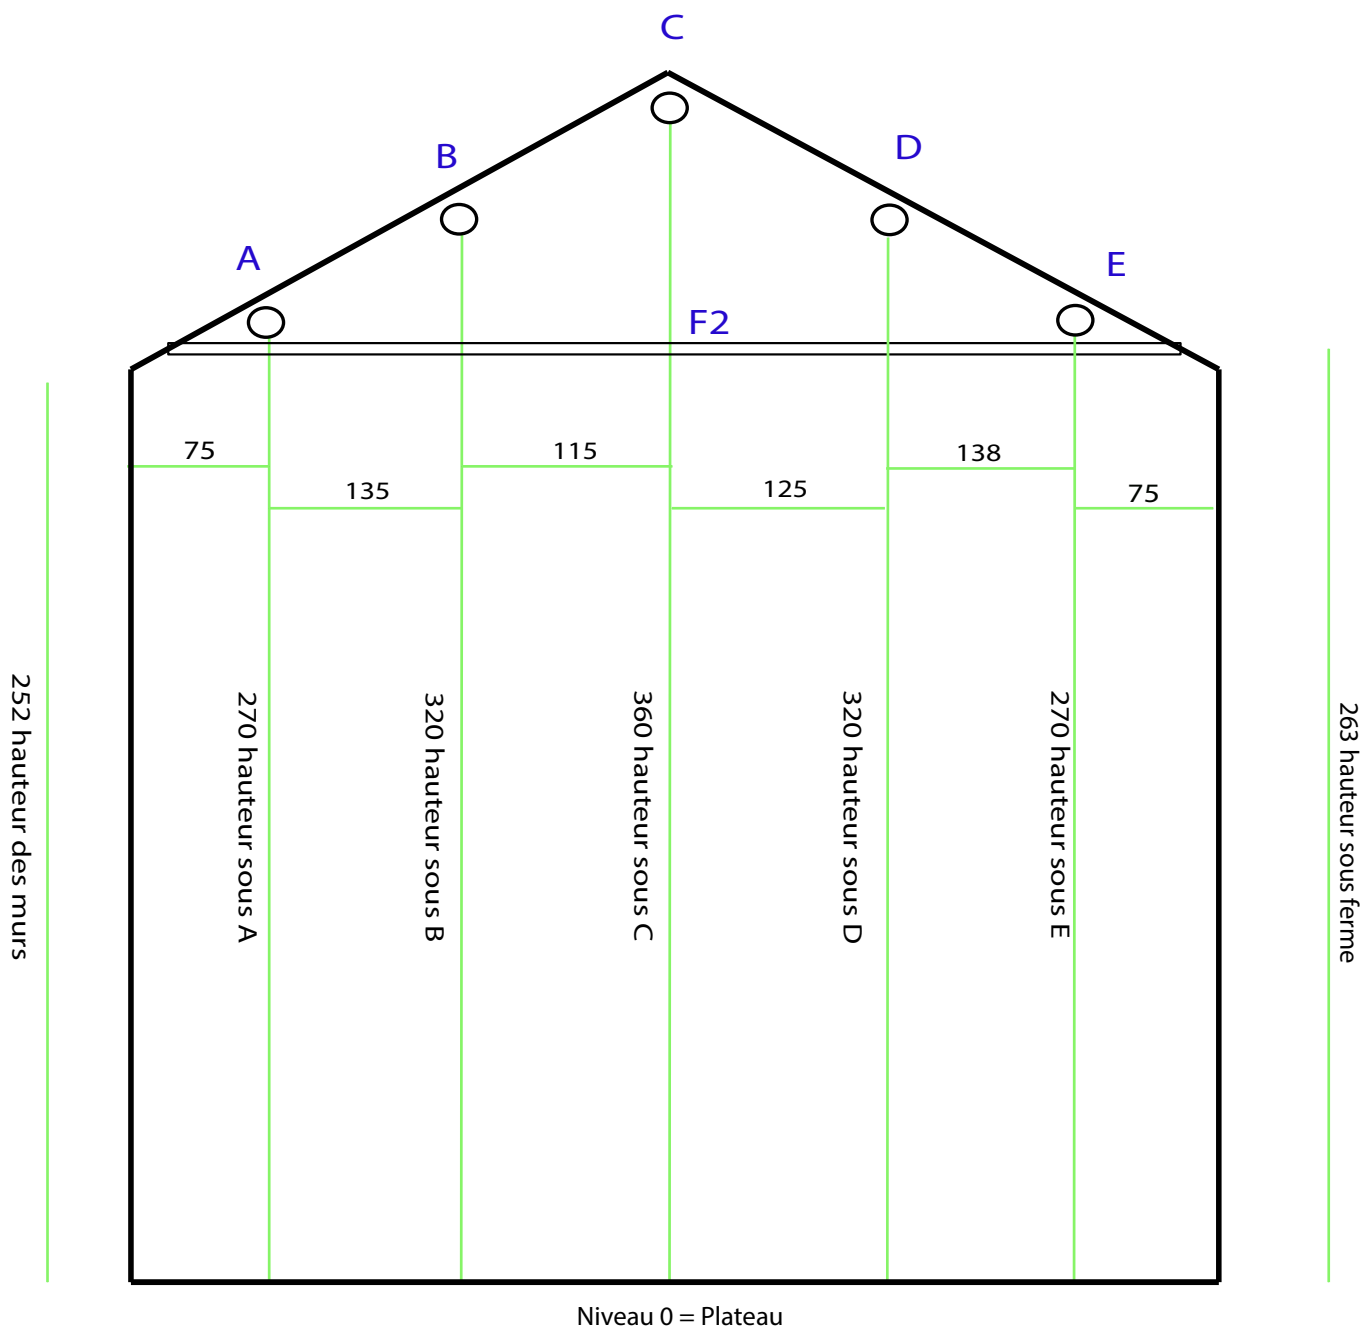 C
B
D
A
E
F2
75
115
138
135
125
75
252 hauteur des murs
270 hauteur sous A
320 hauteur sous B
360 hauteur sous C
320 hauteur sous D
270 hauteur sous E
263 hauteur sous ferme
Niveau 0 = Plateau